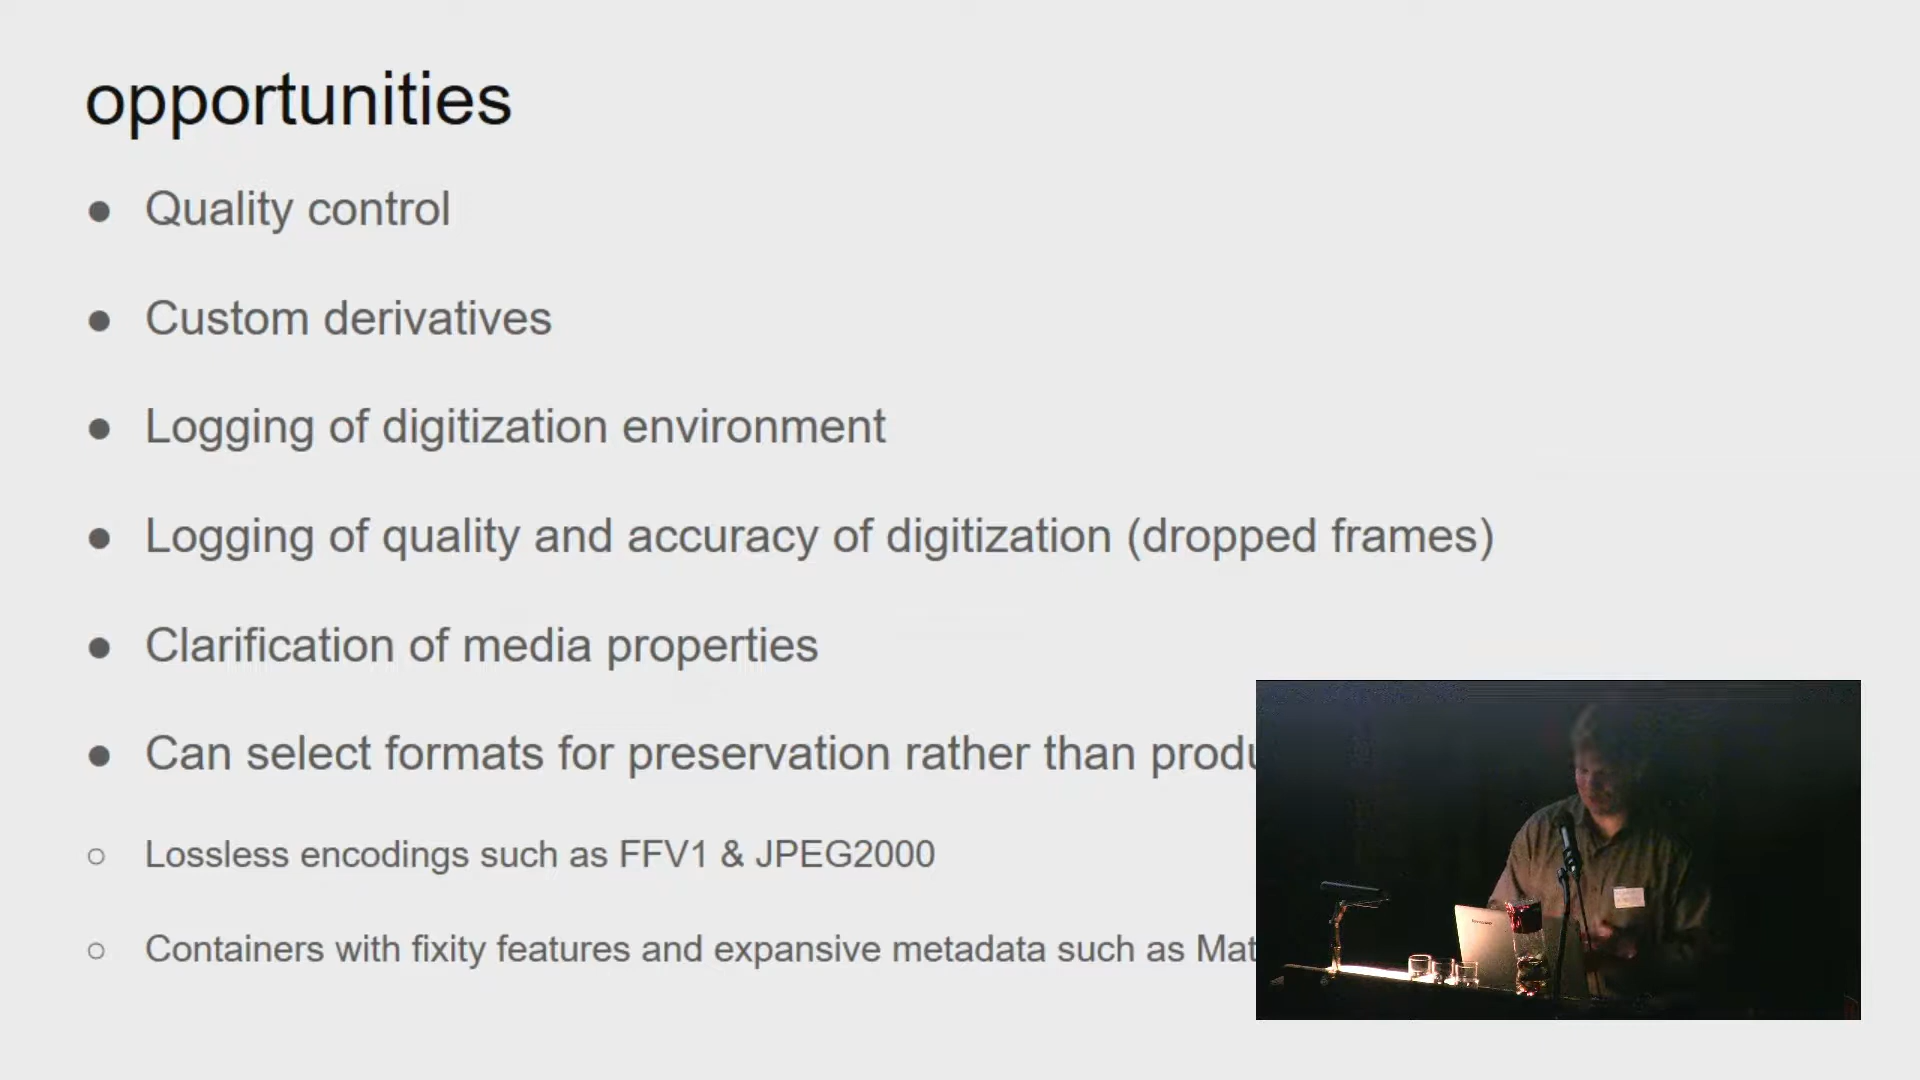 opportunities
● Quality control
● Custom derivatives
● Logging of digitization environment
● Logging of quality and accuracy of digitization (dropped frames)
● Clarification of media properties
● Can select formats for preservation rather than
○ Lossless encodings such as FFV1 & JPEG2000
○ Containers with fixity features and expansive metadata such as